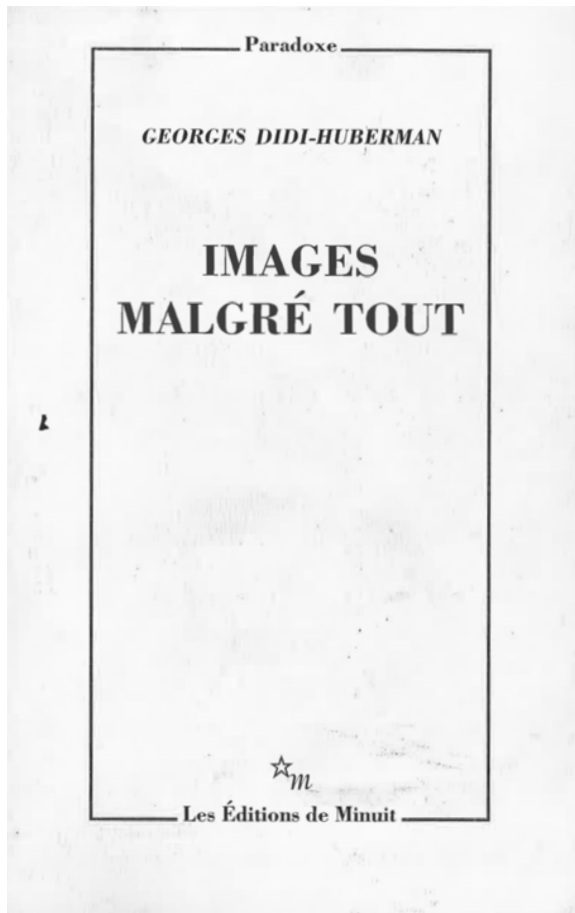 Paradoxe
GEORGES DIDI-HUBERMAN
IMAGES
MALGRÉ TOUT
m
Les Éditions de Minuit